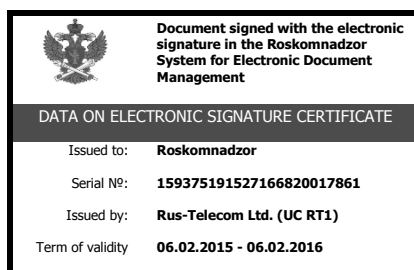 Document signed with the electronic
signature in the Roskomnadzor
System for Electronic Document
Management
DATA ON ELECTRONIC SIGNATURE CERTIFICATE
Issued to: Roskomnadzor
Serial №: 159375191527166820017861
Issued by: Rus-Telecom Ltd. (UC RT1)
Term of validity 06.02.2015 - 06.02.2016